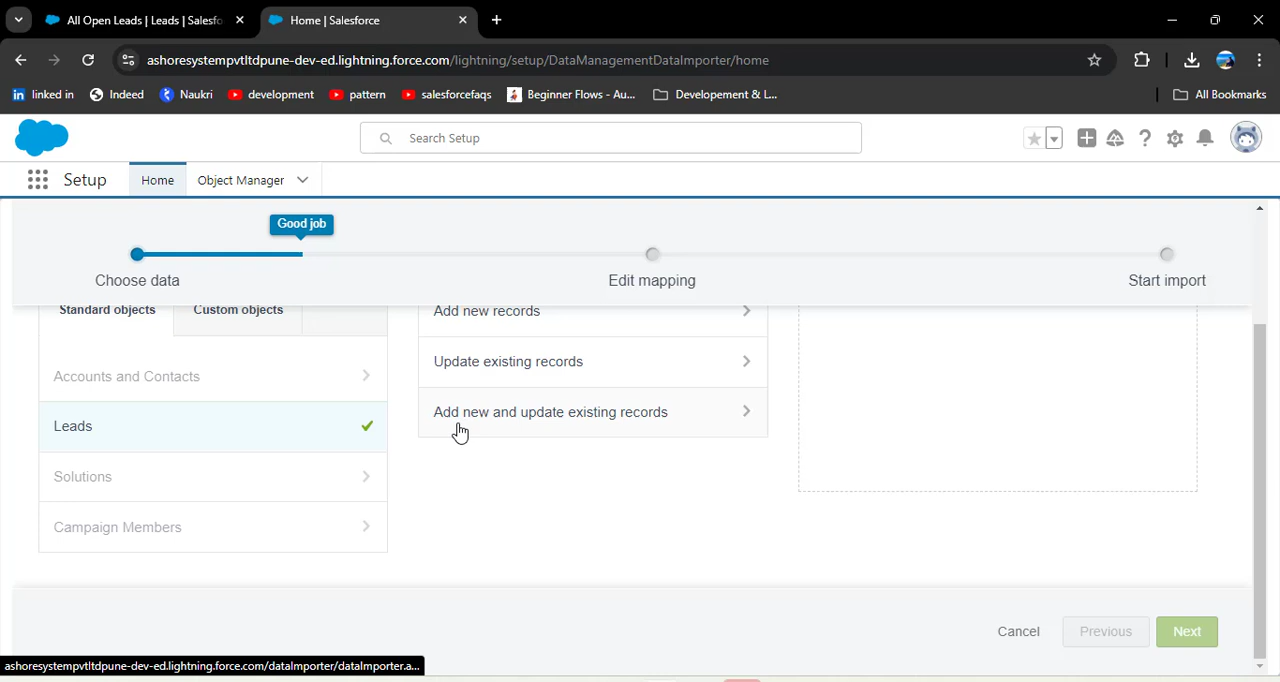 All Open Leads | Leads | Salesfo
Home | Salesforce
ashoresystempvtltdpune-dev-ed.lightning.force.com/lightning/setup/DataManagementDataImporter/home
linked in
Indeed
Naukri
development
pattern
salesforcefaqs
Beginner Flows - Au...
Developement & L...
All Bookmarks
Search Setup
Setup
Home
Object Manager
Good job
Choose data
Edit mapping
Start import
Standard objects
Custom objects
Add new records
Accounts and Contacts
Update existing records
Leads
Add new and update existing records
Solutions
Campaign Members
Cancel
Previous
Next
ashoresystempvtltdpune-dev-ed.lightning.force.com/dataImporter/dataImporter.a...